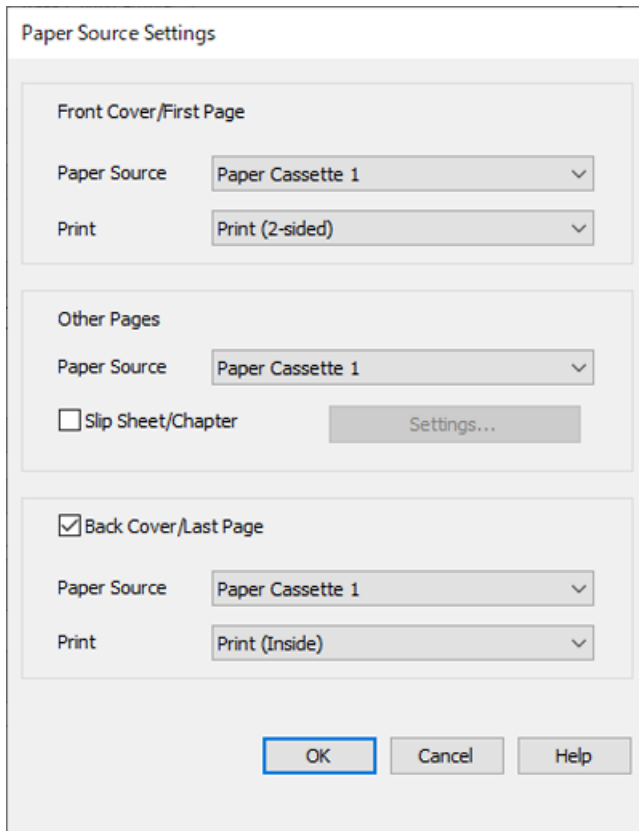 Paper Source Settings
Front Cover/First Page
Paper Source Paper Cassette 1
Print Print (2-sided)
Other Pages
Paper Source Paper Cassette 1
Slip Sheet/Chapter Settings...
Back Cover/Last Page
Paper Source Paper Cassette 1
Print Print (Inside)
OK Cancel Help